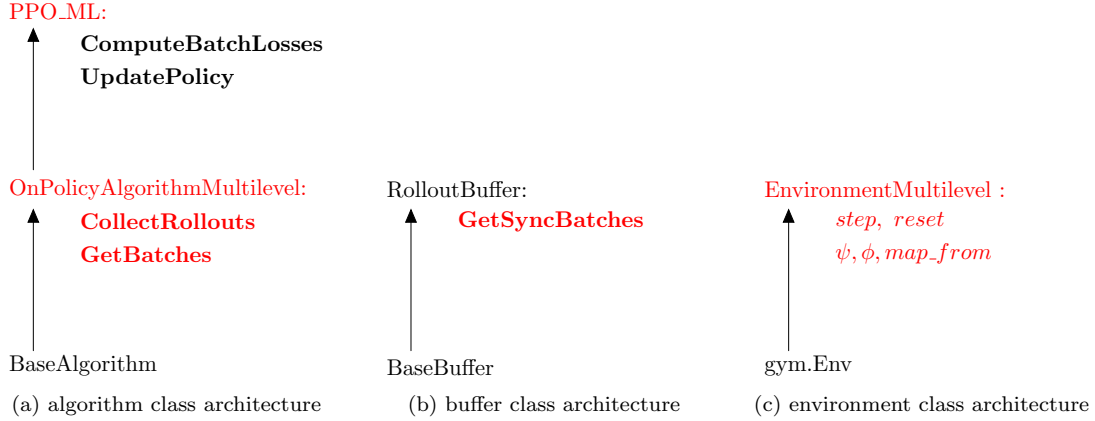 PPO_ML:
ComputeBatchLosses
UpdatePolicy
OnPolicyAlgorithmMultilevel:
CollectRollouts
GetBatches
BaseAlgorithm
(a) algorithm class architecture
RolloutBuffer:
GetSyncBatches
BaseBuffer
(b) buffer class architecture
EnvironmentMultilevel :
step, reset
ψ, ϕ, map_from
gym.Env
(c) environment class architecture